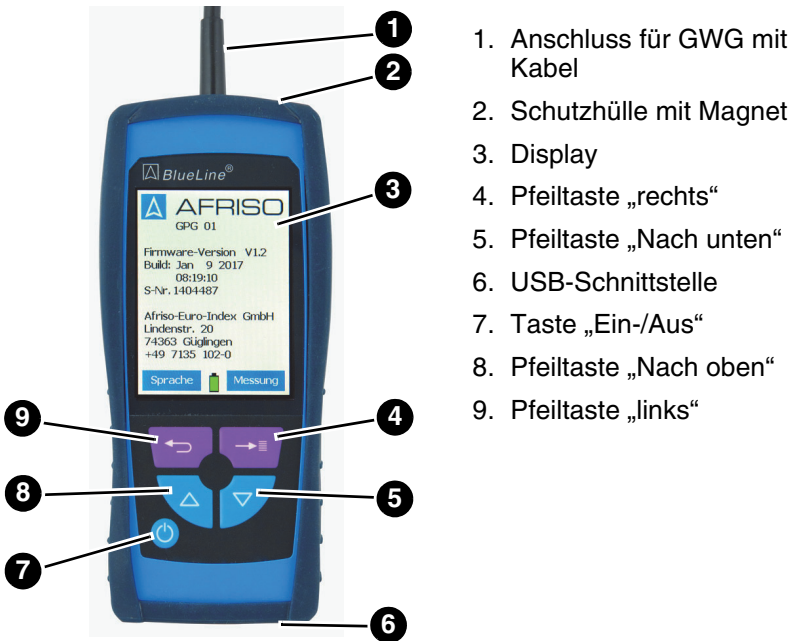 1
2
3
4
5
6
7
8
9
BlueLine®
AFRISO
GPG 01
Firmware-Version V1.2
Build: Jan 9 2017
08:19:10
S-Nr. 1404487
Afriso-Euro-Index GmbH
Lindenstr. 20
74363 Güglingen
+49 7135 102-0
Sprache Messung
1. Anschluss für GWG mit
Kabel
2. Schutzhülle mit Magnet
3. Display
4. Pfeiltaste „rechts“
5. Pfeiltaste „Nach unten“
6. USB-Schnittstelle
7. Taste „Ein-/Aus“
8. Pfeiltaste „Nach oben“
9. Pfeiltaste „links“